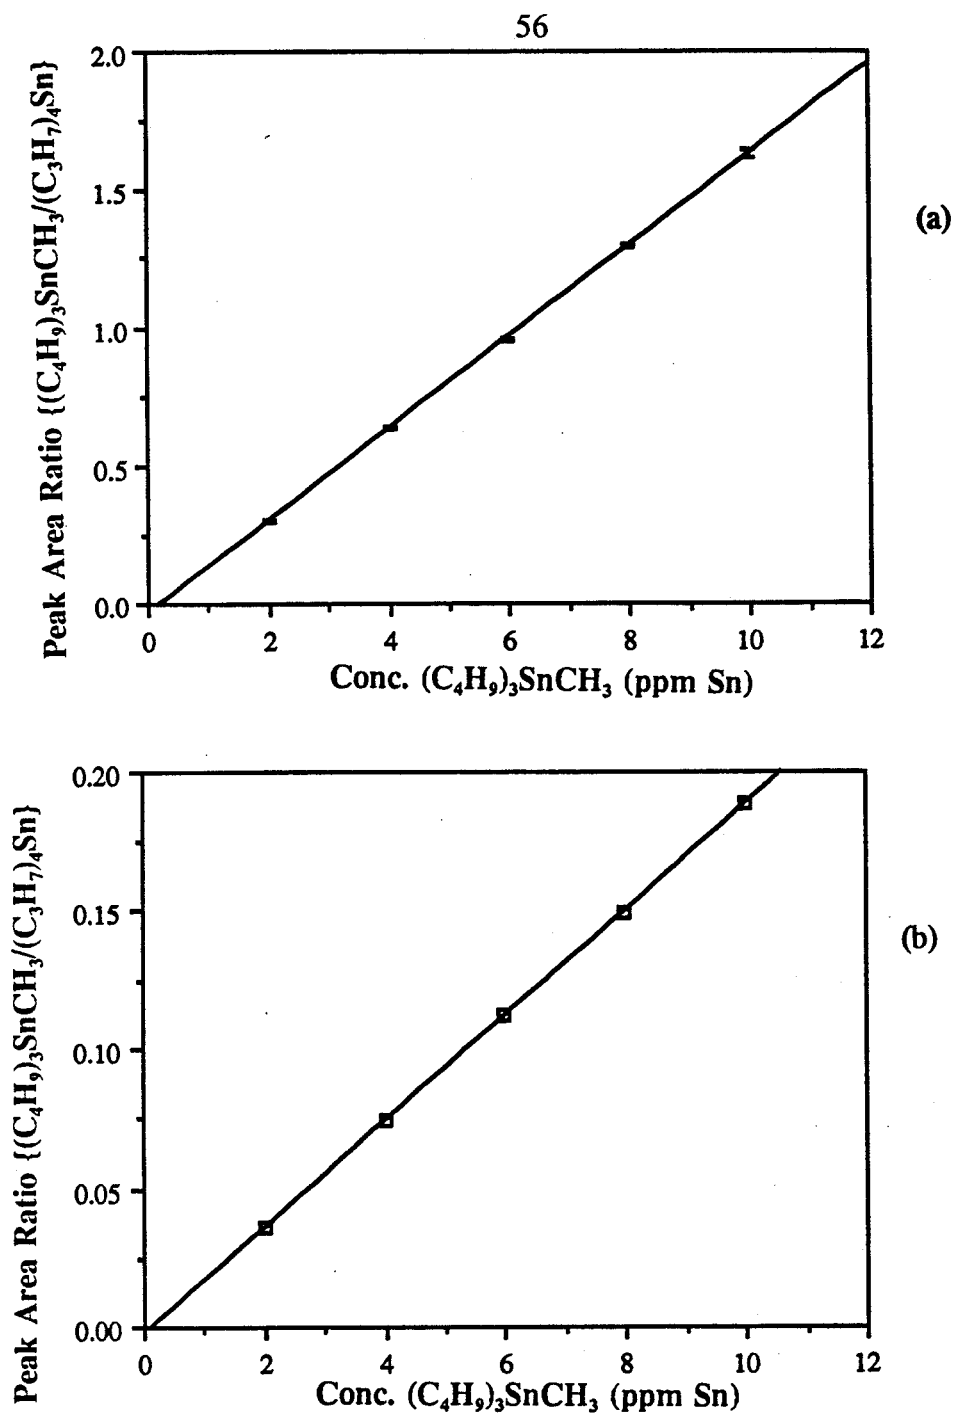 56
Peak Area Ratio {(C₄H₉)₃SnCH₃/(C₃H₇)₄Sn}
2.0
1.5
1.0
0.5
0.0
0 2 4 6 8 10 12
Conc. (C₄H₉)₃SnCH₃ (ppm Sn)
(a)
Peak Area Ratio {(C₄H₉)₃SnCH₃/(C₃H₇)₄Sn}
0.20
0.15
0.10
0.05
0.00
0 2 4 6 8 10 12
Conc. (C₄H₉)₃SnCH₃ (ppm Sn)
(b)